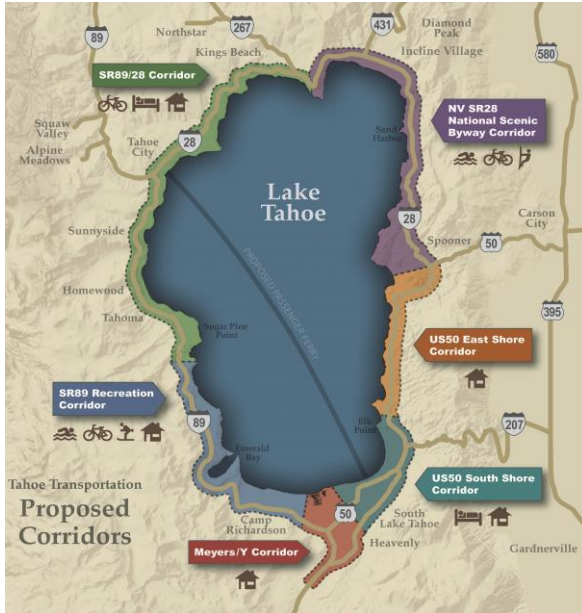 89
Northstar
267
Kings Beach
431
Diamond
Peak
Incline Village
580
SR89/28 Corridor
NV SR28
National Scenic
Byway Corridor
Squaw
Valley
Alpine
Meadows
Tahoe
City
28
Sand
Harbor
Lake
Tahoe
28
Carson
City
Spooner
50
Sunnyside
PROPOSED PASSENGER FERRY
Homewood
395
Tahoma
Sugar Pine
Point
US50 East Shore
Corridor
SR89 Recreation
Corridor
89
Elk
Point
207
Emerald
Bay
Tahoe Transportation
Proposed
Corridors
US50 South Shore
Corridor
50
Camp
Richardson
South
Lake Tahoe
Meyers/Y Corridor
Heavenly
Gardnerville